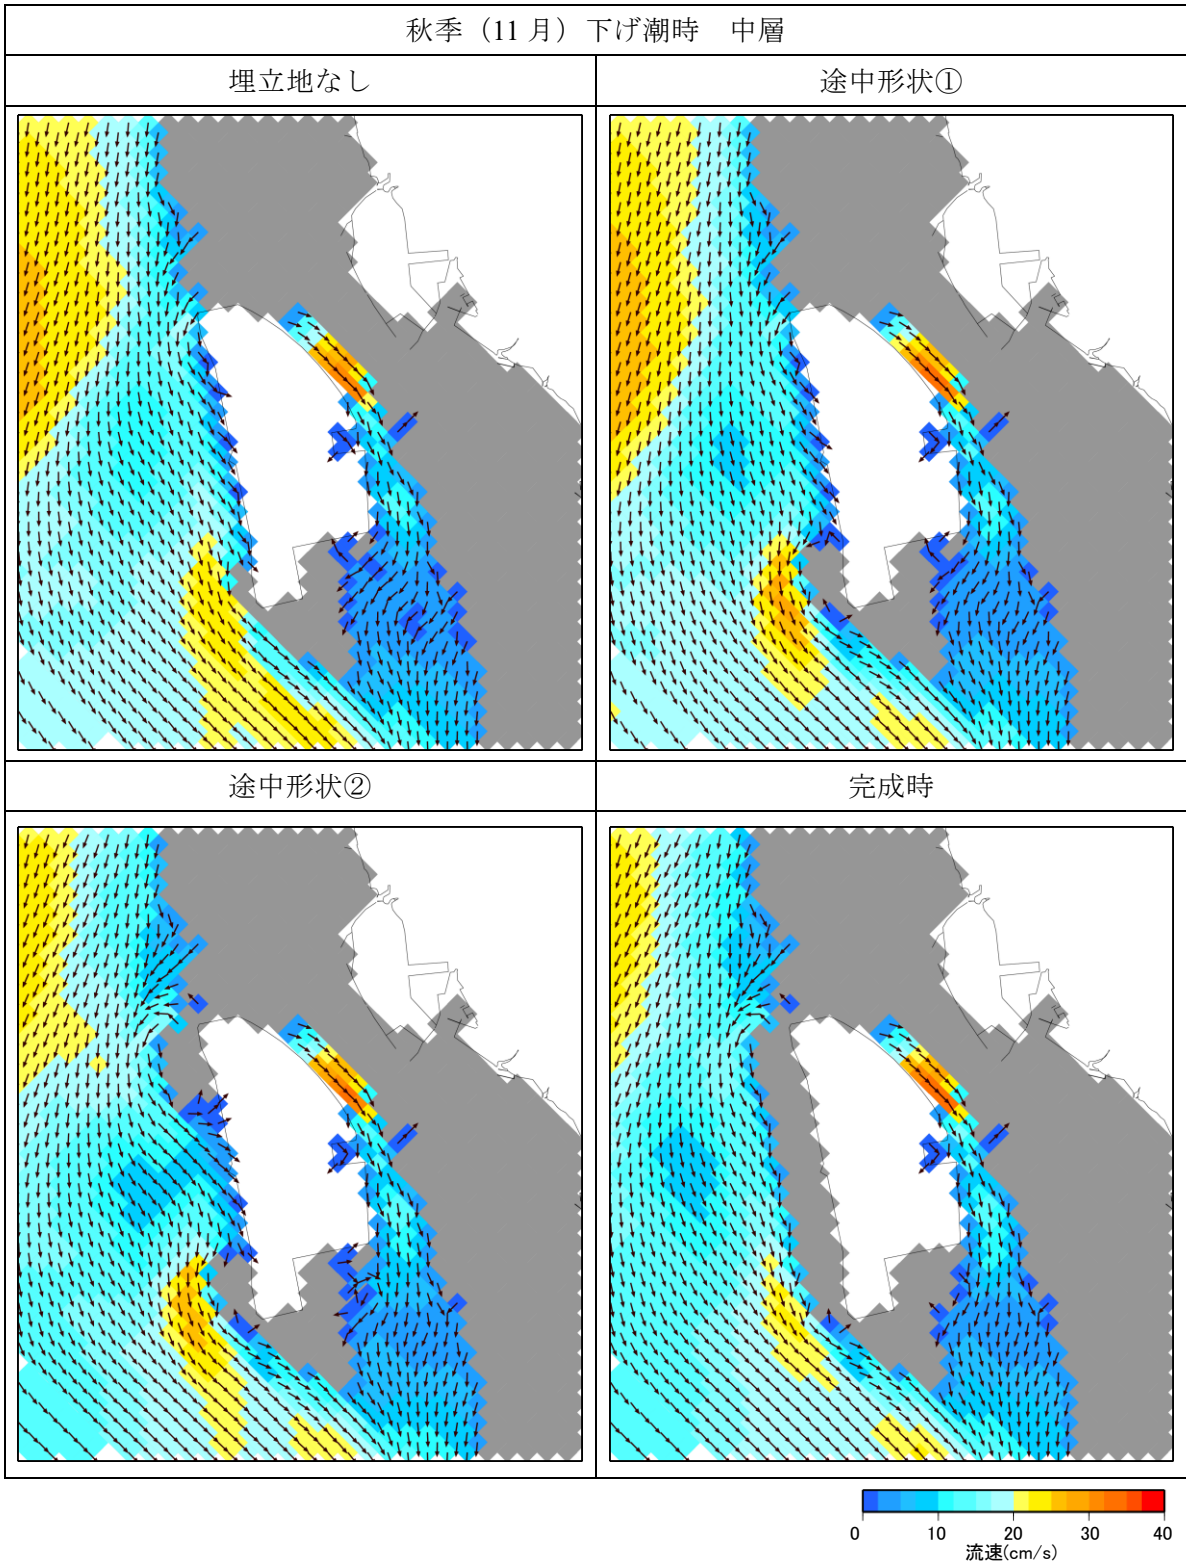 秋季（11 月）下げ潮時　中層
埋立地なし
途中形状①
途中形状②
完成時
0 10 20 30 40
流速(cm/s)